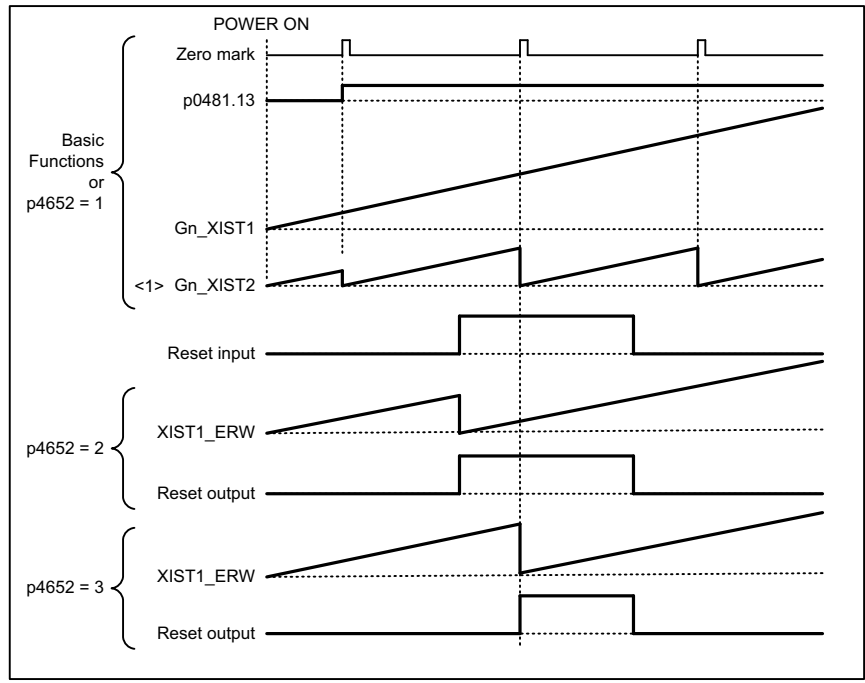 POWER ON
Zero mark
p0481.13
Basic
Functions
or
p4652 = 1
Gn_XIST1
<1> Gn_XIST2
Reset input
p4652 = 2
XIST1_ERW
Reset output
p4652 = 3
XIST1_ERW
Reset output